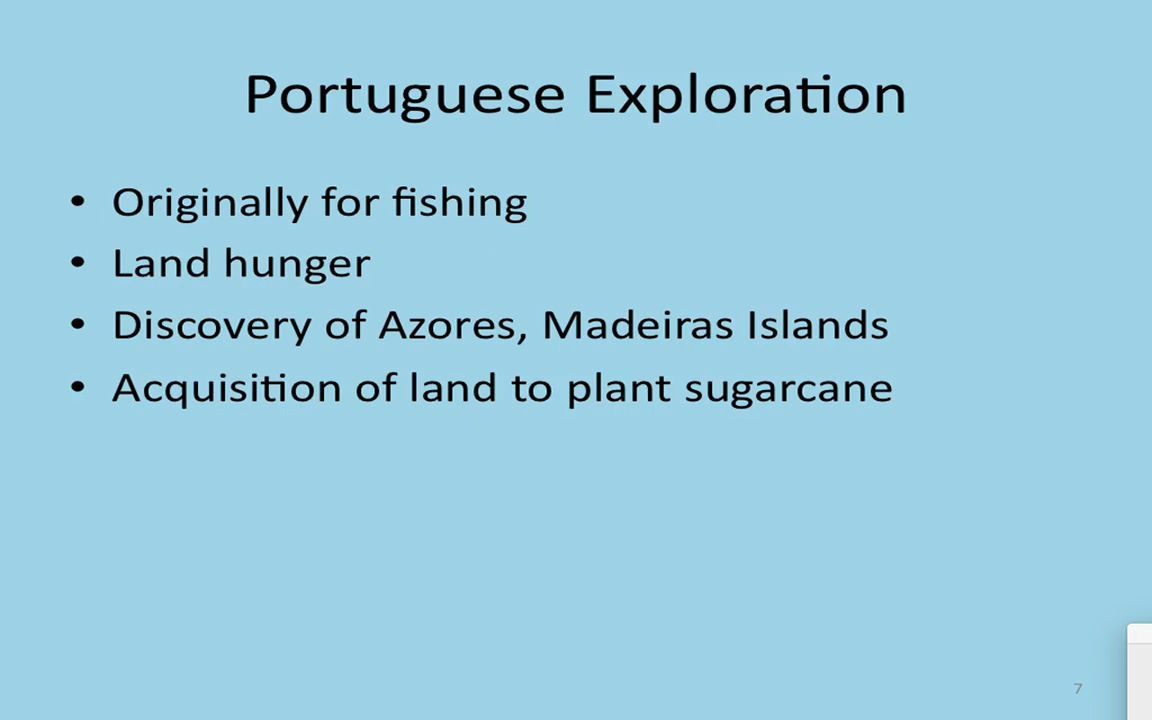 Portuguese Exploration
• Originally for fishing
• Land hunger
• Discovery of Azores, Madeiras Islands
• Acquisition of land to plant sugarcane
7